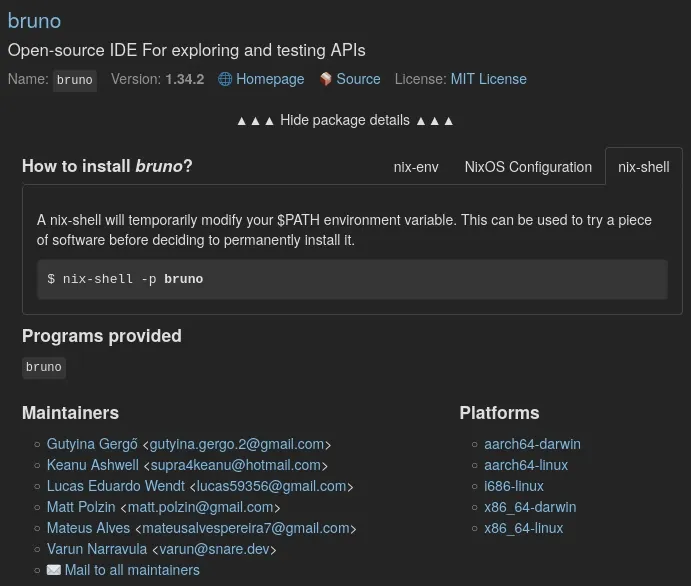 bruno
Open-source IDE For exploring and testing APIs
Name: bruno Version: 1.34.2 Homepage Source License: MIT License
▲▲▲ Hide package details ▲▲▲
How to install bruno? nix-env NixOS Configuration nix-shell
A nix-shell will temporarily modify your $PATH environment variable. This can be used to try a piece
of software before deciding to permanently install it.
$ nix-shell -p bruno
Programs provided
bruno
Maintainers
Gutyina Gergő <gutyina.gergo.2@gmail.com>
Keanu Ashwell <supra4keanu@hotmail.com>
Lucas Eduardo Wendt <lucas59356@gmail.com>
Matt Polzin <matt.polzin@gmail.com>
Mateus Alves <mateusalvespereira7@gmail.com>
Varun Narravula <varun@snare.dev>
Mail to all maintainers
Platforms
aarch64-darwin
aarch64-linux
i686-linux
x86_64-darwin
x86_64-linux